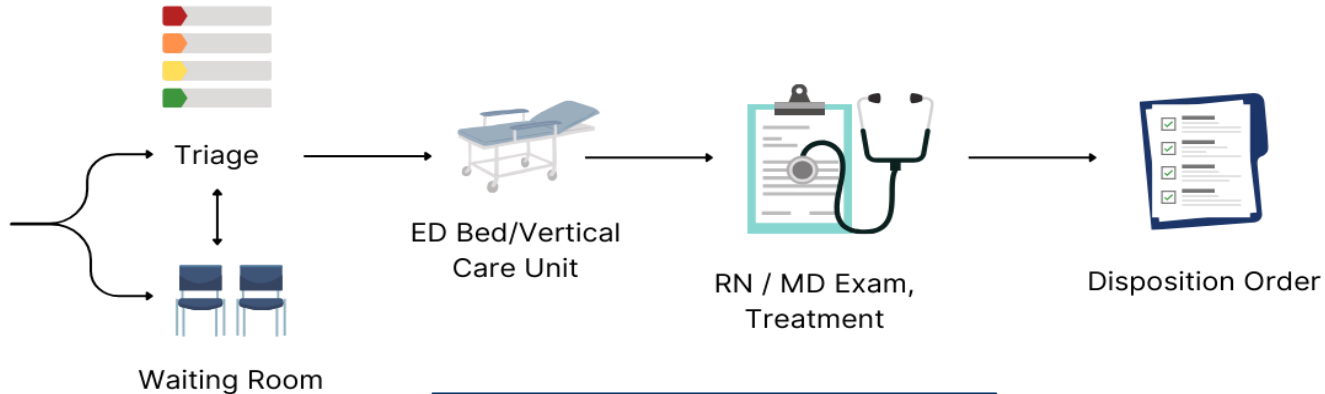 Triage
ED Bed/Vertical
Care Unit
RN / MD Exam,
Treatment
Disposition Order
Waiting Room